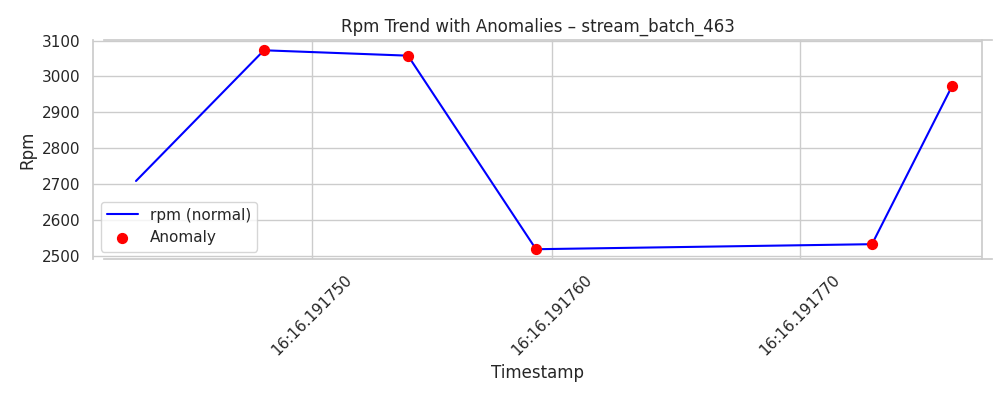 Rpm Trend with Anomalies – stream_batch_463
3100
3000
2900
2800
2700
2600
2500
Rpm
rpm (normal)
Anomaly
16:16.191750
16:16.191760
16:16.191770
Timestamp